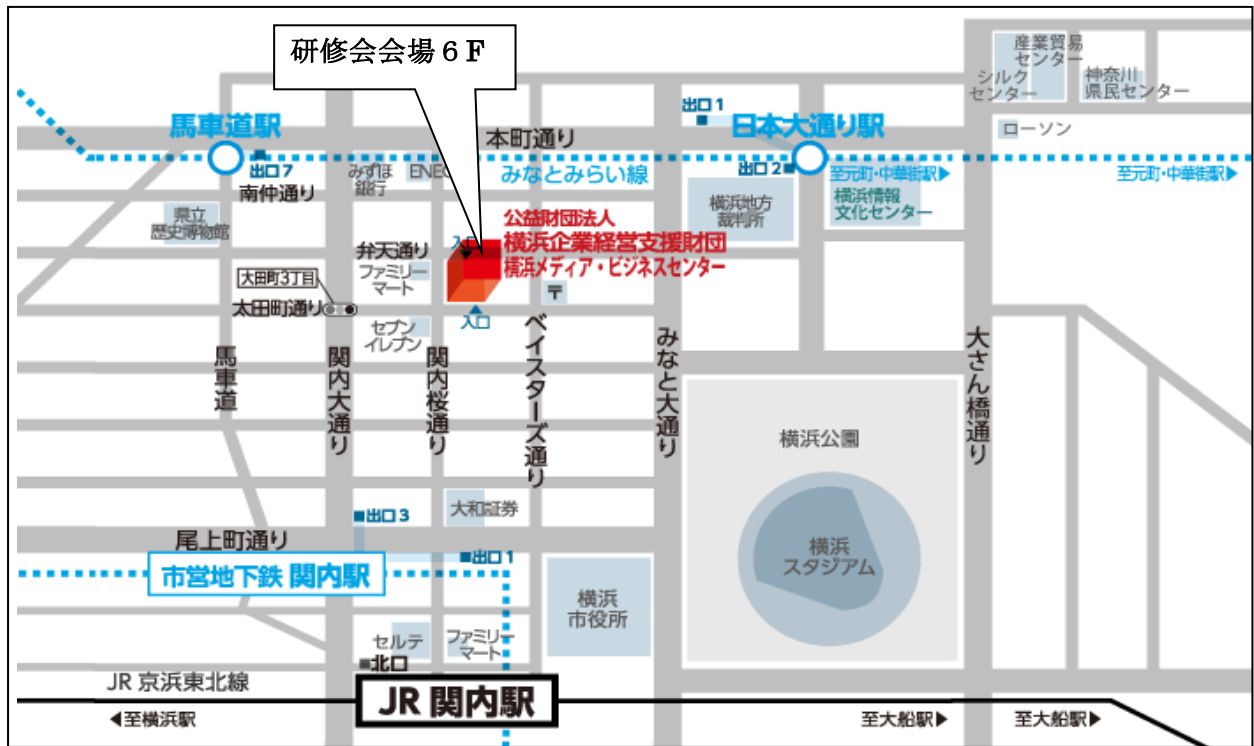 研修会会場６F
産業貿易
センター
シルク
センター
神奈川
県民センター
ローソン
出口1
馬車道駅
日本大通り駅
本町通り
出口7
みずほ
銀行
ENEO
みなとみらい線
出口2
至元町・中華街駅▶
至元町・中華街駅▶
南仲通り
横浜地方
裁判所
横浜情報
文化センター
県立
歴史博物館
公益財団法人
横浜企業経営支援財団
横浜メディア・ビジネスセンター
入口
弁天通り
ファミリー
マート
大田町3丁目
太田町通り
〒
入口
セブン
イレブン
馬車道
関内大通り
関内桜通り
ベイスターズ通り
みなと大通り
大さん橋通り
横浜公園
大和証券
出口3
尾上町通り
出口1
横浜
スタジアム
市営地下鉄 関内駅
横浜
市役所
セルテ
ファミリー
マート
北口
JR 京浜東北線
JR 関内駅
◀至横浜駅
至大船駅▶
至大船駅▶